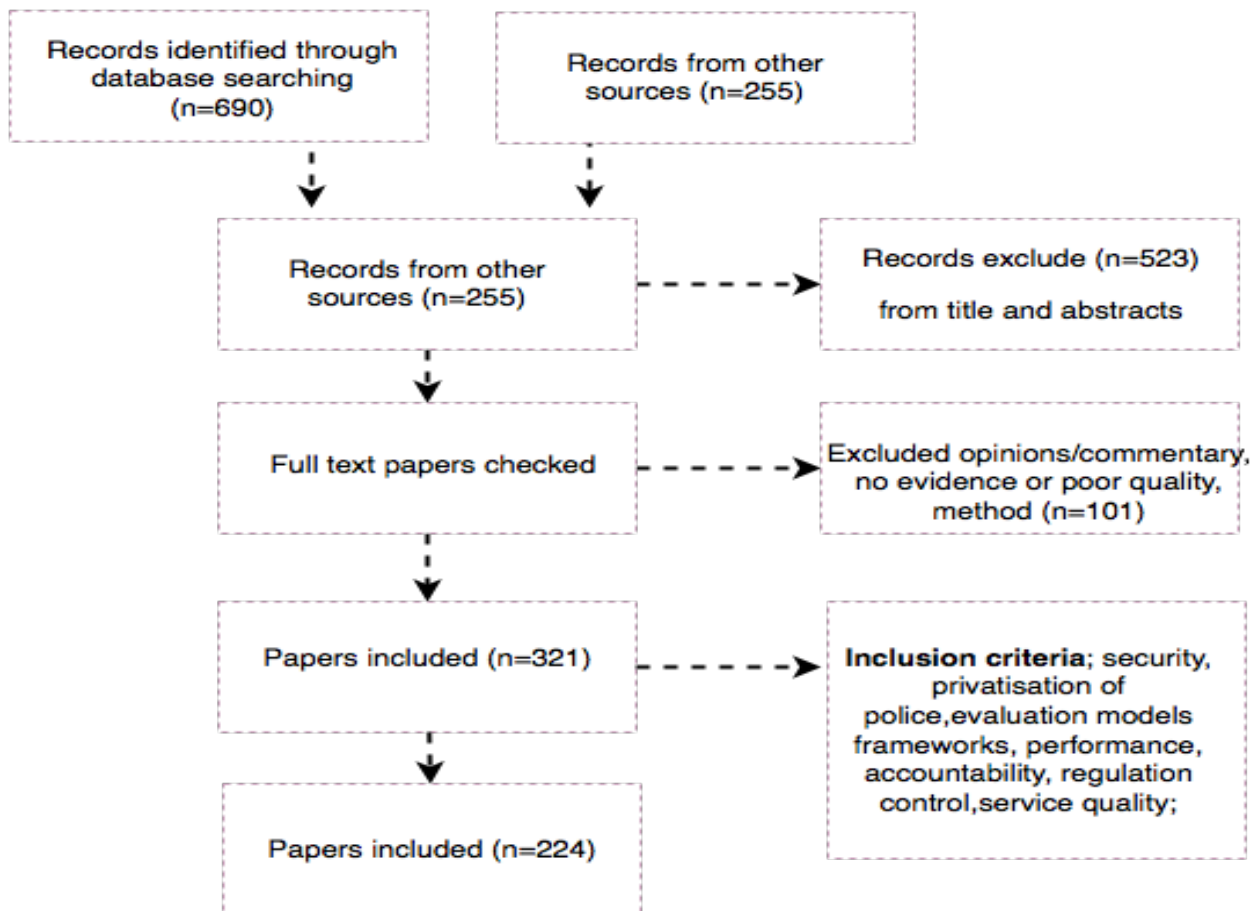 Records identified through
database searching
(n=690)
Records from other
sources (n=255)
Records from other
sources (n=255)
Records exclude (n=523)
from title and abstracts
Full text papers checked
Excluded opinions/commentary,
no evidence or poor quality,
method (n=101)
Papers included (n=321)
Inclusion criteria; security,
privatisation of
police,evaluation models
frameworks, performance,
accountability, regulation
control,service quality;
Papers included (n=224)